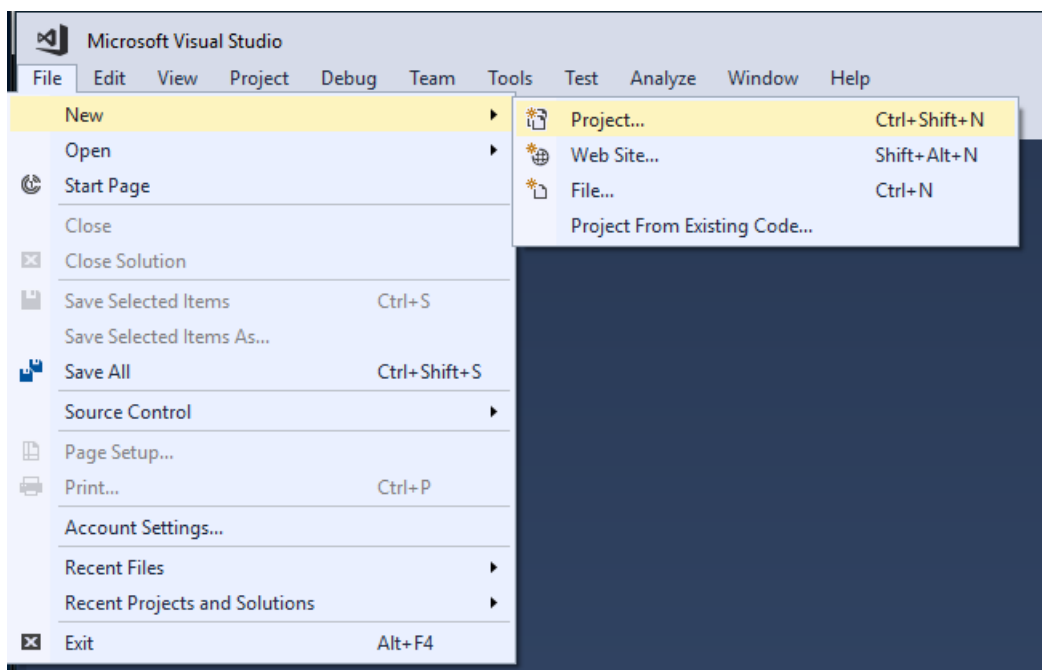 Microsoft Visual Studio
File Edit View Project Debug Team Tools Test Analyze Window Help
New
Project... Ctrl+Shift+N
Open
Web Site... Shift+Alt+N
Start Page
File... Ctrl+N
Close
Project From Existing Code...
Close Solution
Save Selected Items Ctrl+S
Save Selected Items As...
Save All Ctrl+Shift+S
Source Control
Page Setup...
Print... Ctrl+P
Account Settings...
Recent Files
Recent Projects and Solutions
Exit Alt+F4